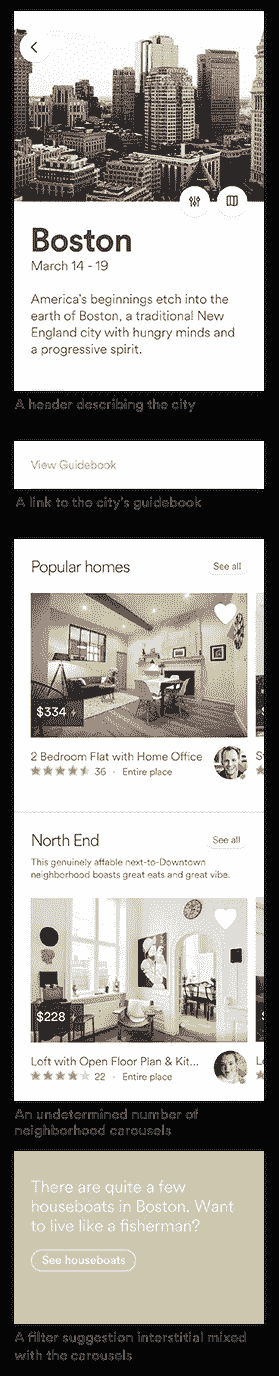 Boston
March 14 - 19
America's beginnings etch into the
earth of Boston, a traditional New
England city with hungry minds and
a progressive spirit.
A header describing the city
View Guidebook
A link to the city's guidebook
Popular homes
See all
$334
2 Bedroom Flat with Home Office
36 · Entire place
North End
See all
This genuinely affable next-to-Downtown
neighborhood boasts great eats and great vibe.
$228
Loft with Open Floor Plan & Kit...
22 · Entire place
An undetermined number of
neighborhood carousels
There are quite a few
houseboats in Boston. Want
to live like a fisherman?
See houseboats
A filter suggestion interstitial mixed
with the carousels